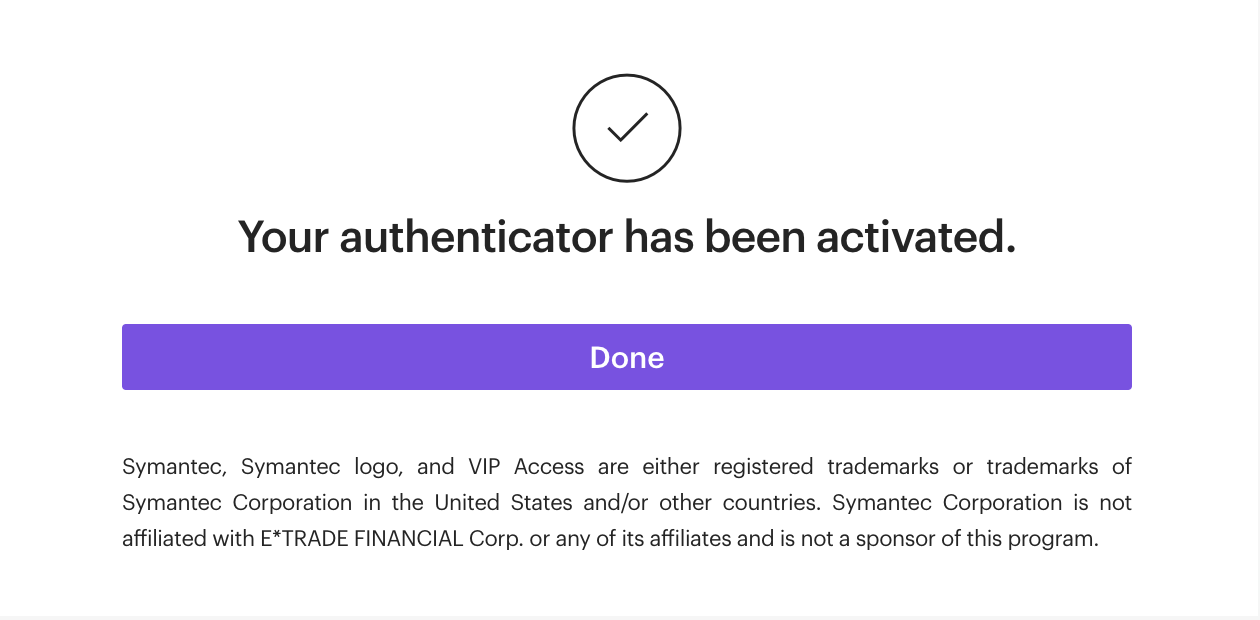 Your authenticator has been activated.
Done
Symantec, Symantec logo, and VIP Access are either registered trademarks or trademarks of
Symantec Corporation in the United States and/or other countries. Symantec Corporation is not
affiliated with E*TRADE FINANCIAL Corp. or any of its affiliates and is not a sponsor of this program.